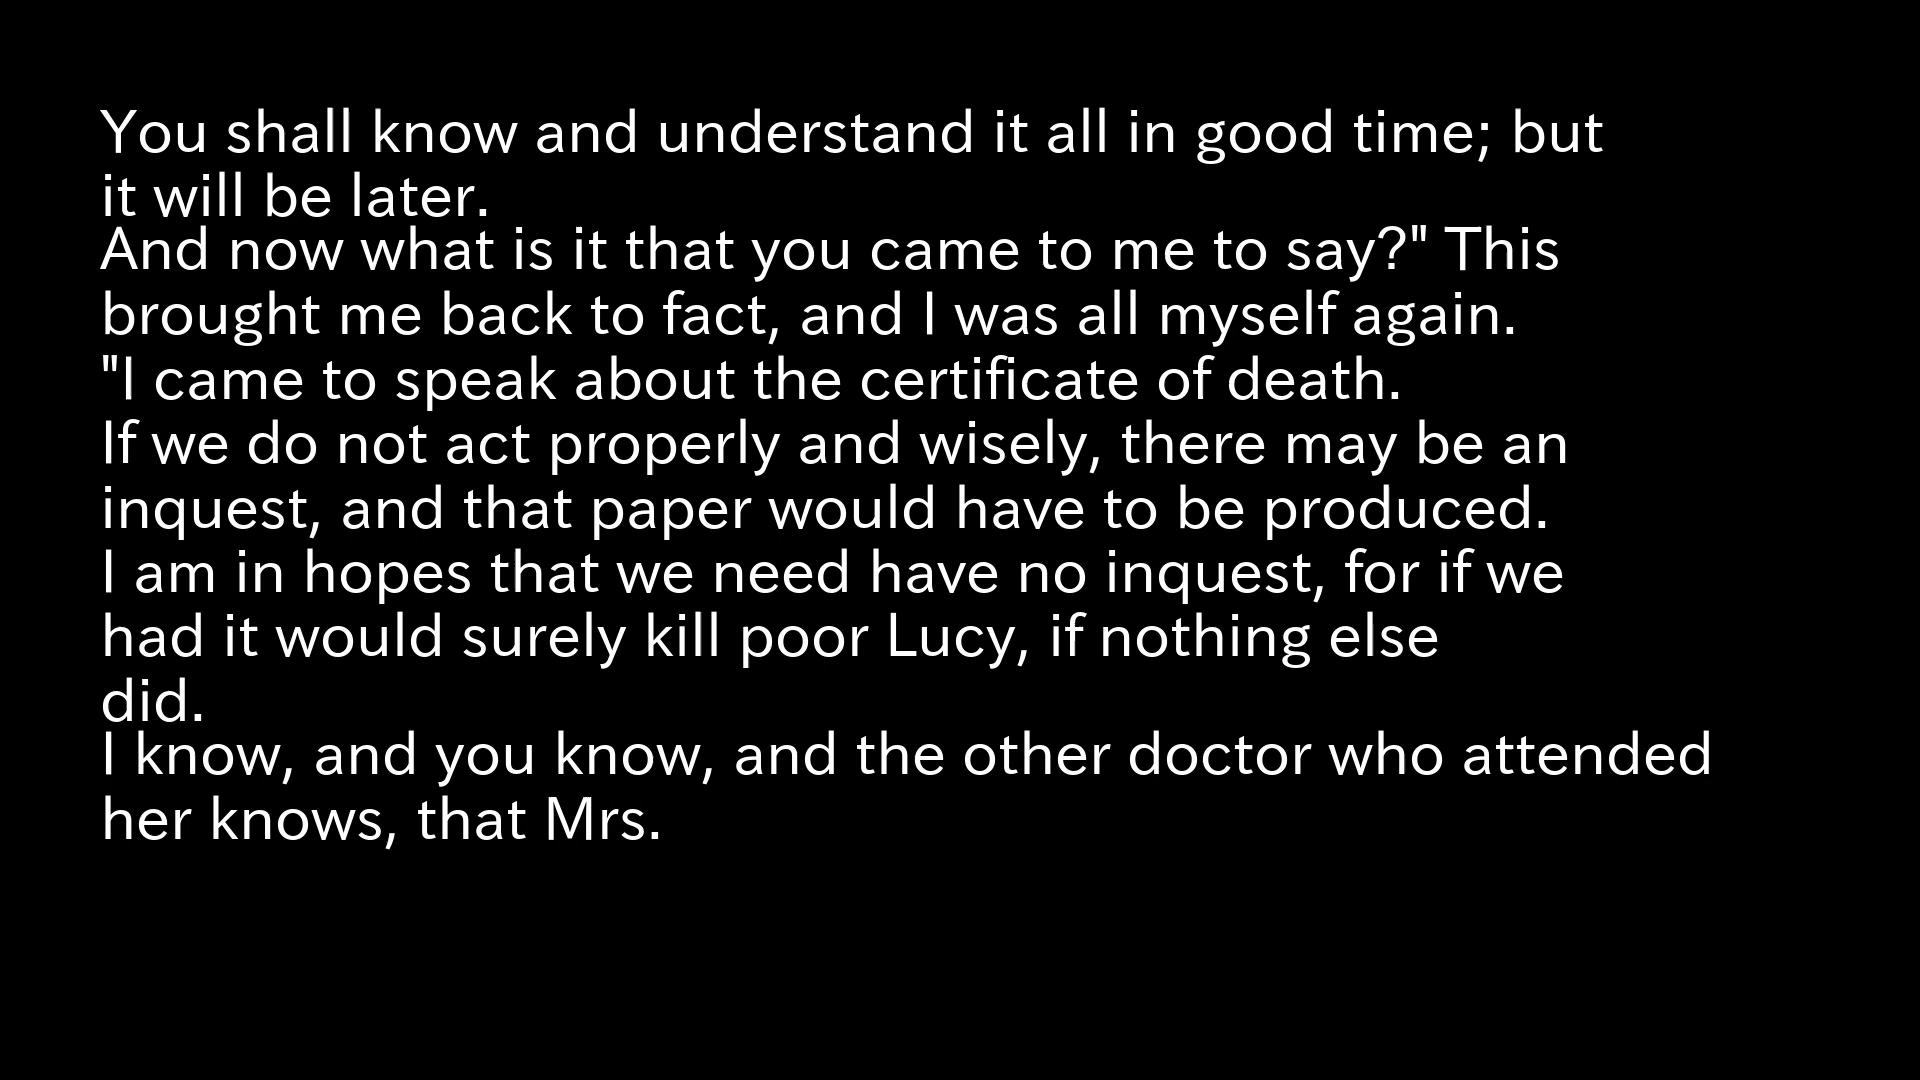 You shall know and understand it all in good time; but
it will be later.
And now what is it that you came to me to say?" This
brought me back to fact, and I was all myself again.
"I came to speak about the certificate of death.
If we do not act properly and wisely, there may be an
inquest, and that paper would have to be produced.
I am in hopes that we need have no inquest, for if we
had it would surely kill poor Lucy, if nothing else
did.
I know, and you know, and the other doctor who attended
her knows, that Mrs.